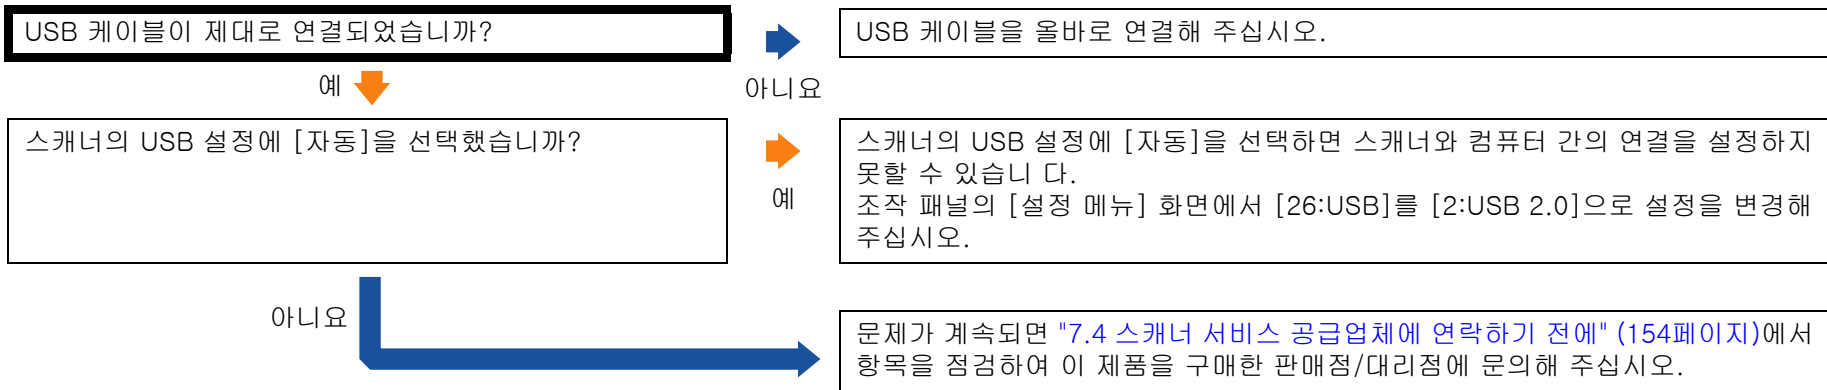 USB 케이블이 제대로 연결되었습니까?
USB 케이블을 올바로 연결해 주십시오.
예
아니요
스캐너의 USB 설정에 [자동]을 선택했습니까?
예
스캐너의 USB 설정에 [자동]을 선택하면 스캐너와 컴퓨터 간의 연결을 설정하지
못할 수 있습니 다.
조작 패널의 [설정 메뉴] 화면에서 [26:USB]를 [2:USB 2.0]으로 설정을 변경해
주십시오.
아니요
문제가 계속되면 "7.4 스캐너 서비스 공급업체에 연락하기 전에" (154페이지)에서
항목을 점검하여 이 제품을 구매한 판매점/대리점에 문의해 주십시오.